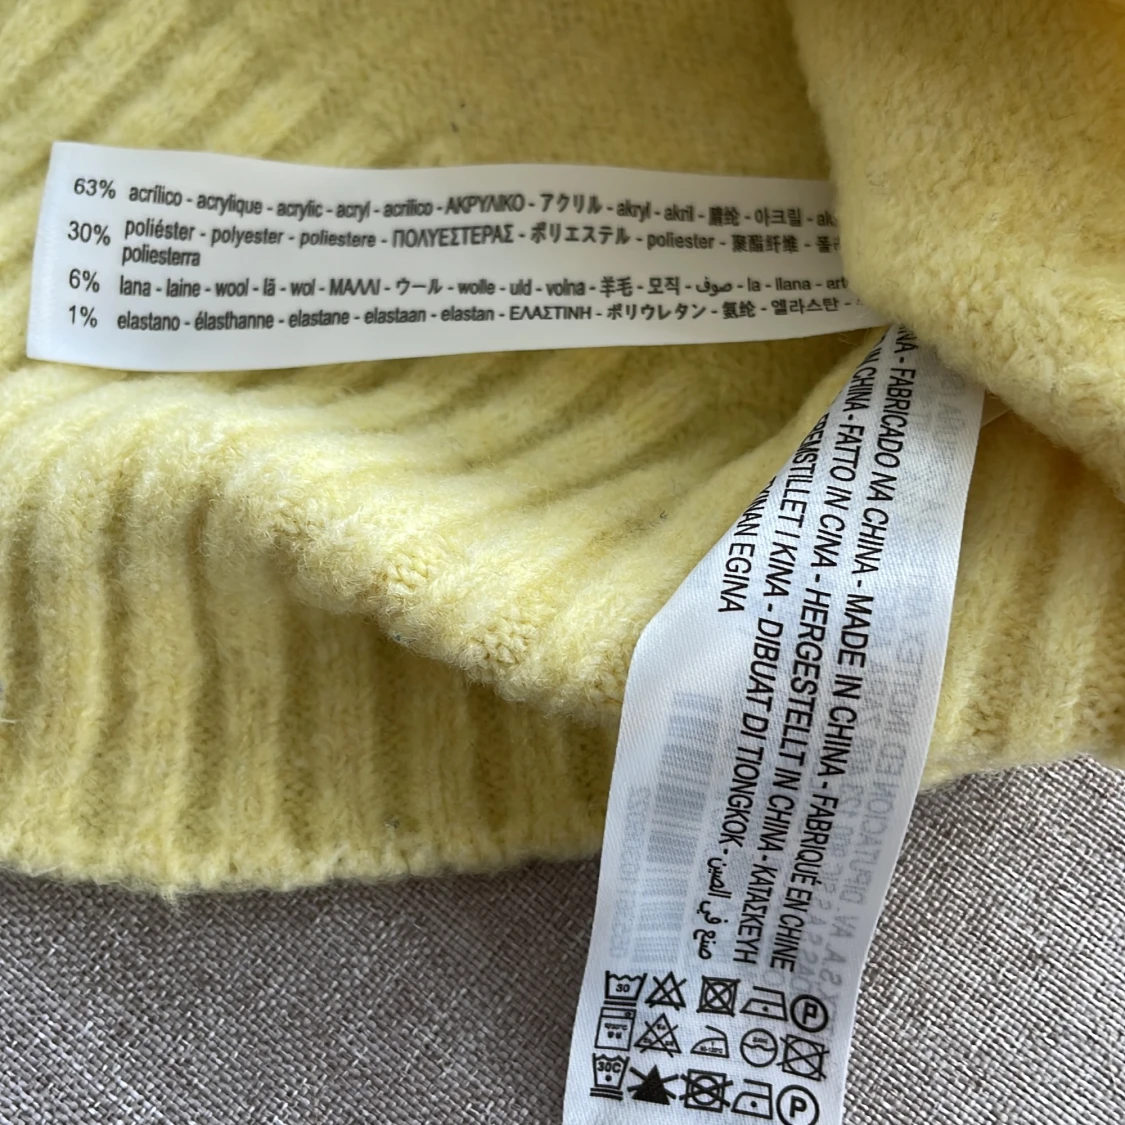 63% acrílico - acrylique - acrylic - acryl - acrilico - ΑΚΡΥΛΙΚΟ - アクリル - akryl - akril - 腈纶 - 아크릴 -
30% poliéster - polyester - poliestere - ΠΟΛΥΕΣΤΕΡΑΣ - ポリエステル - poliester - 聚酯纤维 -
poliesterra
6% lana - laine - wool - lã - wol - ΜΑΛΛΙ - ウール - wolle - uld - volna - 羊毛 - 모직 - صوف - la - llana -
1% elastano - élasthanne - elastane - elastaan - elastan - ΕΛΑΣΤΙΝΗ - ポリウレタン - 氨纶 - 엘라스탄 -
- FABRICADO NA CHINA - MADE IN CHINA - FABRIQUÉ EN CHINE
CHINA - FATTO IN CINA - HERGESTELLT IN CHINA - ΚΑΤΑΣΚΕΥΗ
FREMSTILLET I KINA - DIBUAT DI TIONGKOK - صنع في الصين
EGINA
30
P
30C
P